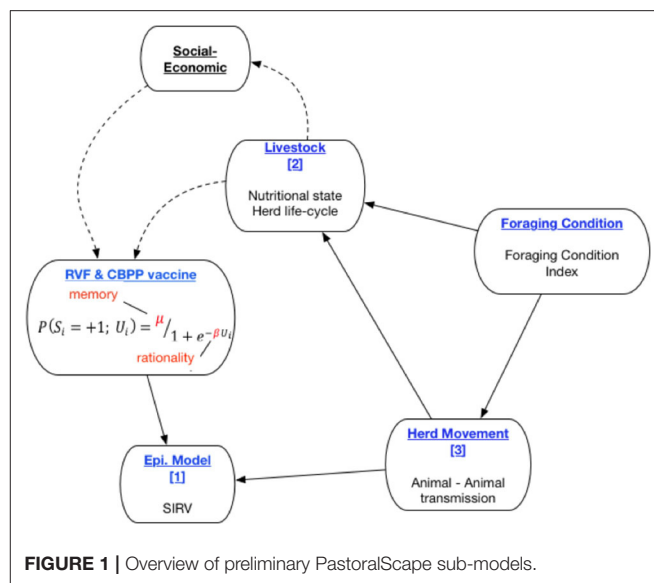 Social-
Economic
Livestock
[2]
Nutritional state
Herd life-cycle
Foraging Condition
Foraging Condition
Index
RVF & CBPP vaccine
memory
P(S_i = +1; U_i) = μ/1 + e^{-βU_i}
rationality
Herd Movement
[3]
Animal - Animal
transmission
Epi. Model
[1]
SIRV
FIGURE 1 | Overview of preliminary PastoralScape sub-models.